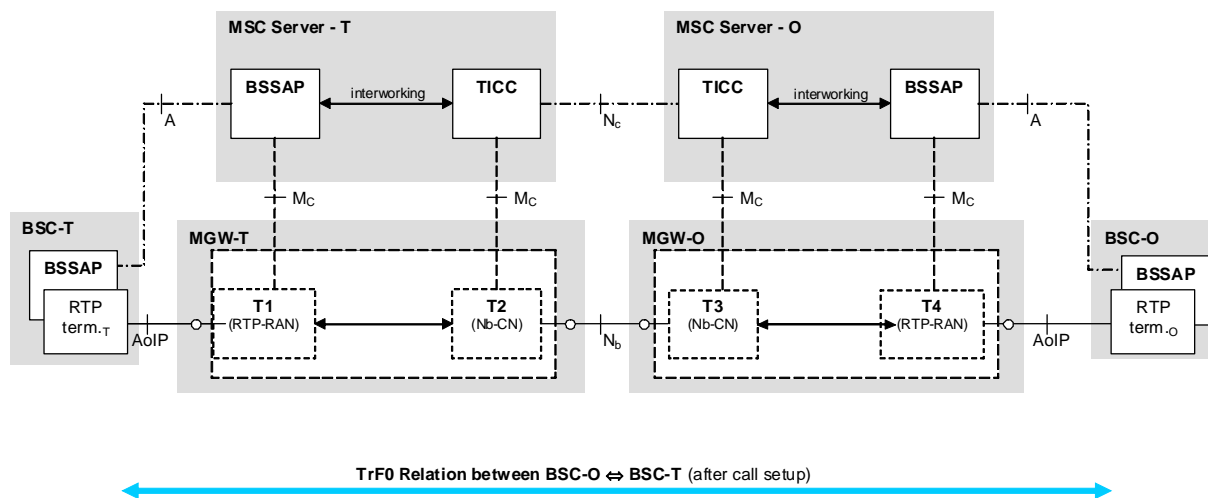 MSC Server - T
MSC Server - O
BSSAP
interworking
TICC
TICC
interworking
BSSAP
A
Nc
A
MC
MC
MC
MC
BSC-T
MGW-T
MGW-O
BSC-O
BSSAP
BSSAP
RTP
term.T
T1
(RTP-RAN)
T2
(Nb-CN)
T3
(Nb-CN)
T4
(RTP-RAN)
RTP
term.O
AoIP
Nb
AoIP
TrF0 Relation between BSC-O ⇔ BSC-T (after call setup)